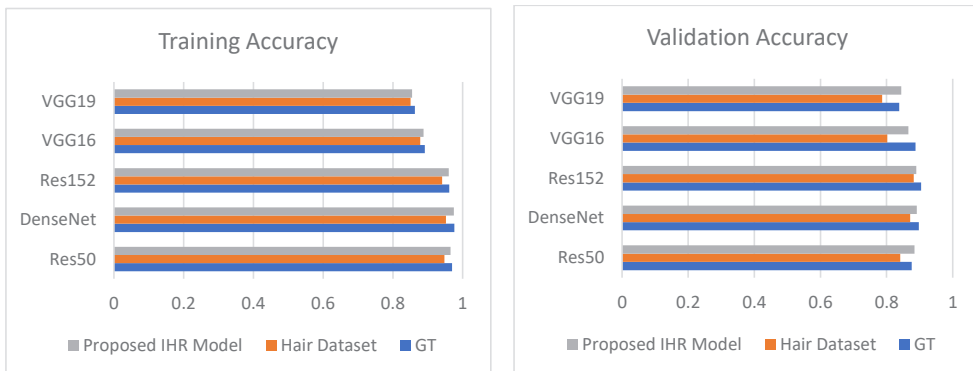 Training Accuracy
VGG19
VGG16
Res152
DenseNet
Res50
0 0.2 0.4 0.6 0.8 1
Proposed IHR Model Hair Dataset GT
Validation Accuracy
VGG19
VGG16
Res152
DenseNet
Res50
0 0.2 0.4 0.6 0.8 1
Proposed IHR Model Hair Dataset GT